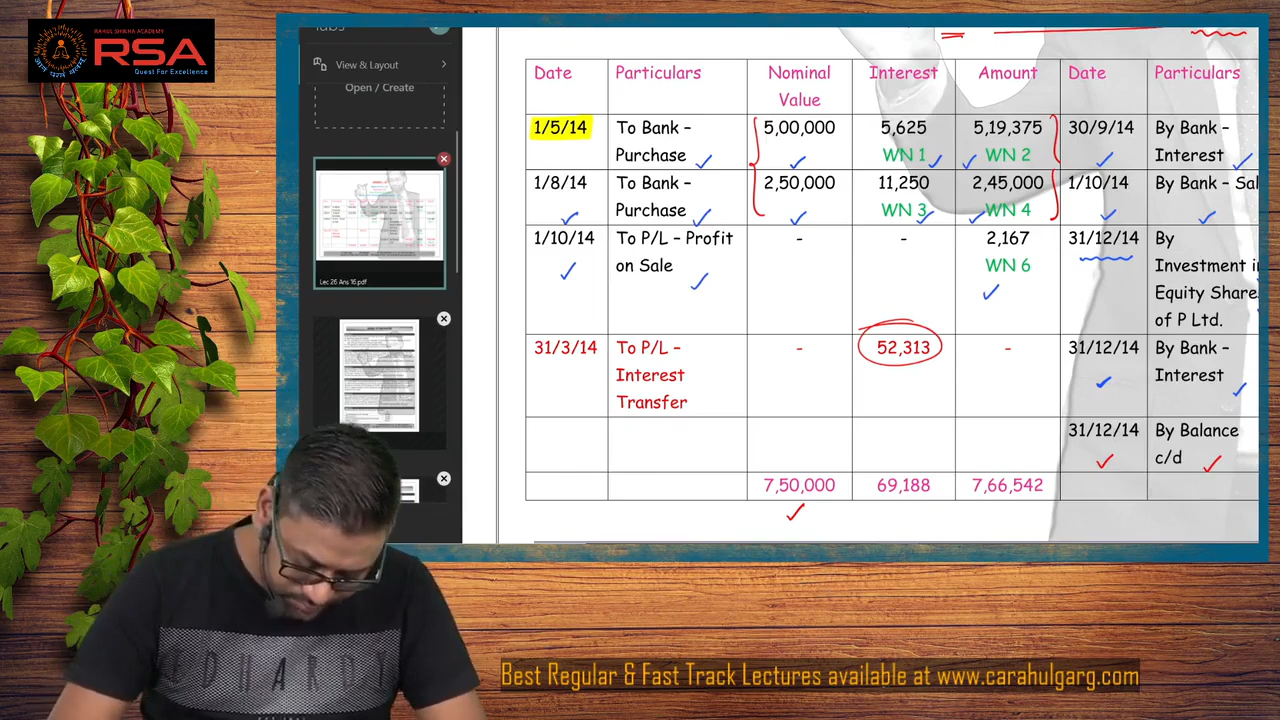 RAHUL SHIKHA ACADEMY
RSA
Quest For Excellence
View & Layout
Open / Create
Lec 26 Ans 16.pdf
Date Particulars Nominal Value Interest Amount Date Particulars
1/5/14 To Bank – Purchase 5,00,000 5,625 WN 1 5,19,375 WN 2 30/9/14 By Bank – Interest
1/8/14 To Bank – Purchase 2,50,000 11,250 WN 3 2,45,000 WN 4 1/10/14 By Bank – Sal
1/10/14 To P/L – Profit on Sale - - 2,167 WN 6 31/12/14 By Investment in Equity Share of P Ltd.
31/3/14 To P/L – Interest Transfer - 52,313 - 31/12/14 By Bank – Interest
31/12/14 By Balance c/d
7,50,000 69,188 7,66,542
Best Regular & Fast Track Lectures available at www.carahulgarg.com